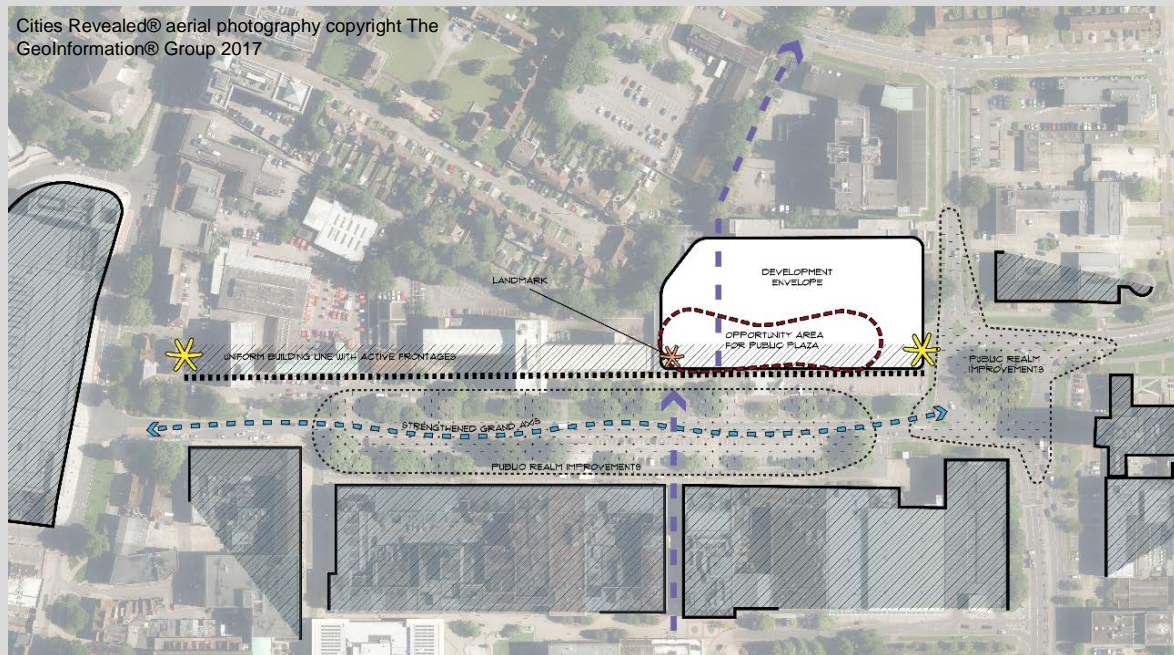 Cities Revealed® aerial photography copyright The
GeoInformation® Group 2017
LANDMARK
DEVELOPMENT
ENVELOPE
OPPORTUNITY AREA
FOR PUBLIC PLAZA
UNIFORM BUILDING LINE WITH ACTIVE FRONTAGES
PUBLIC REALM
IMPROVEMENTS
STRENGTHENED GRAND AXIS
PUBLIC REALM IMPROVEMENTS